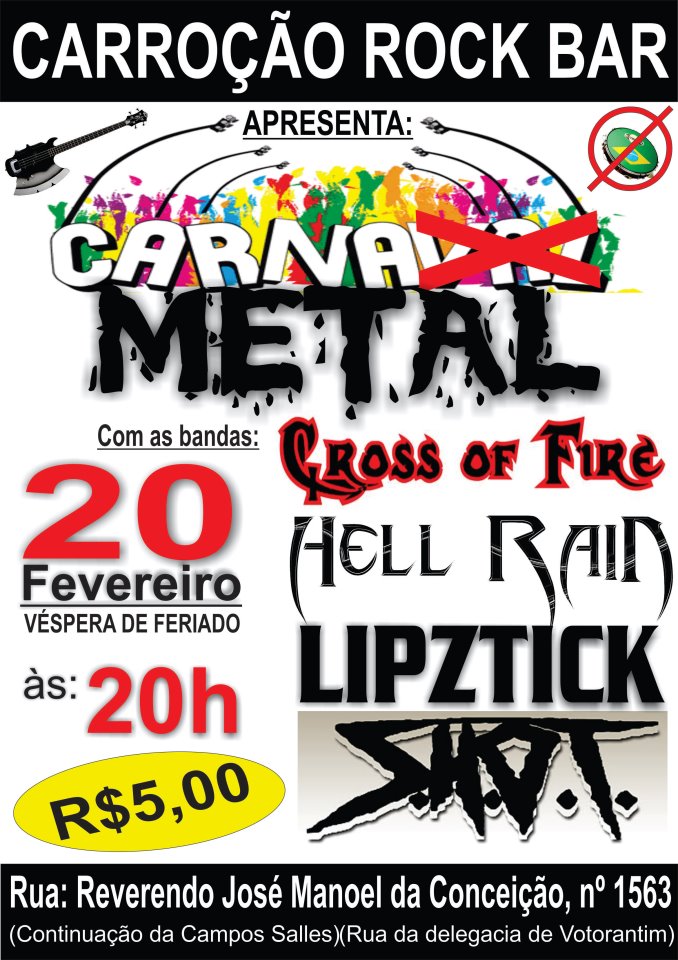 CARROÇÃO ROCK BAR
APRESENTA:
CARNAVAL
METAL
Com as bandas:
CROSS OF FIRE
20
HELL RAIN
Fevereiro
VÉSPERA DE FERIADO
LIPZTICK
às: 20h
S.H.O.T.
R$5,00
Rua: Reverendo José Manoel da Conceição, nº 1563
(Continuação da Campos Salles)(Rua da delegacia de Votorantim)